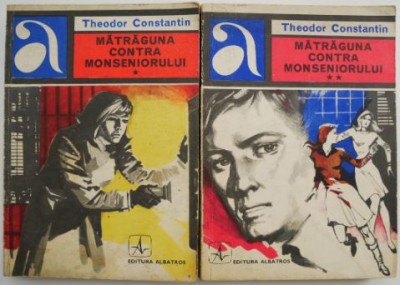 a
Theodor Constantin
MĂTRĂGUNA
CONTRA
MONSENIORULUI
*
EDITURA ALBATROS
a
Theodor Constantin
MĂTRĂGUNA
CONTRA
MONSENIORULUI
**
EDITURA ALBATROS